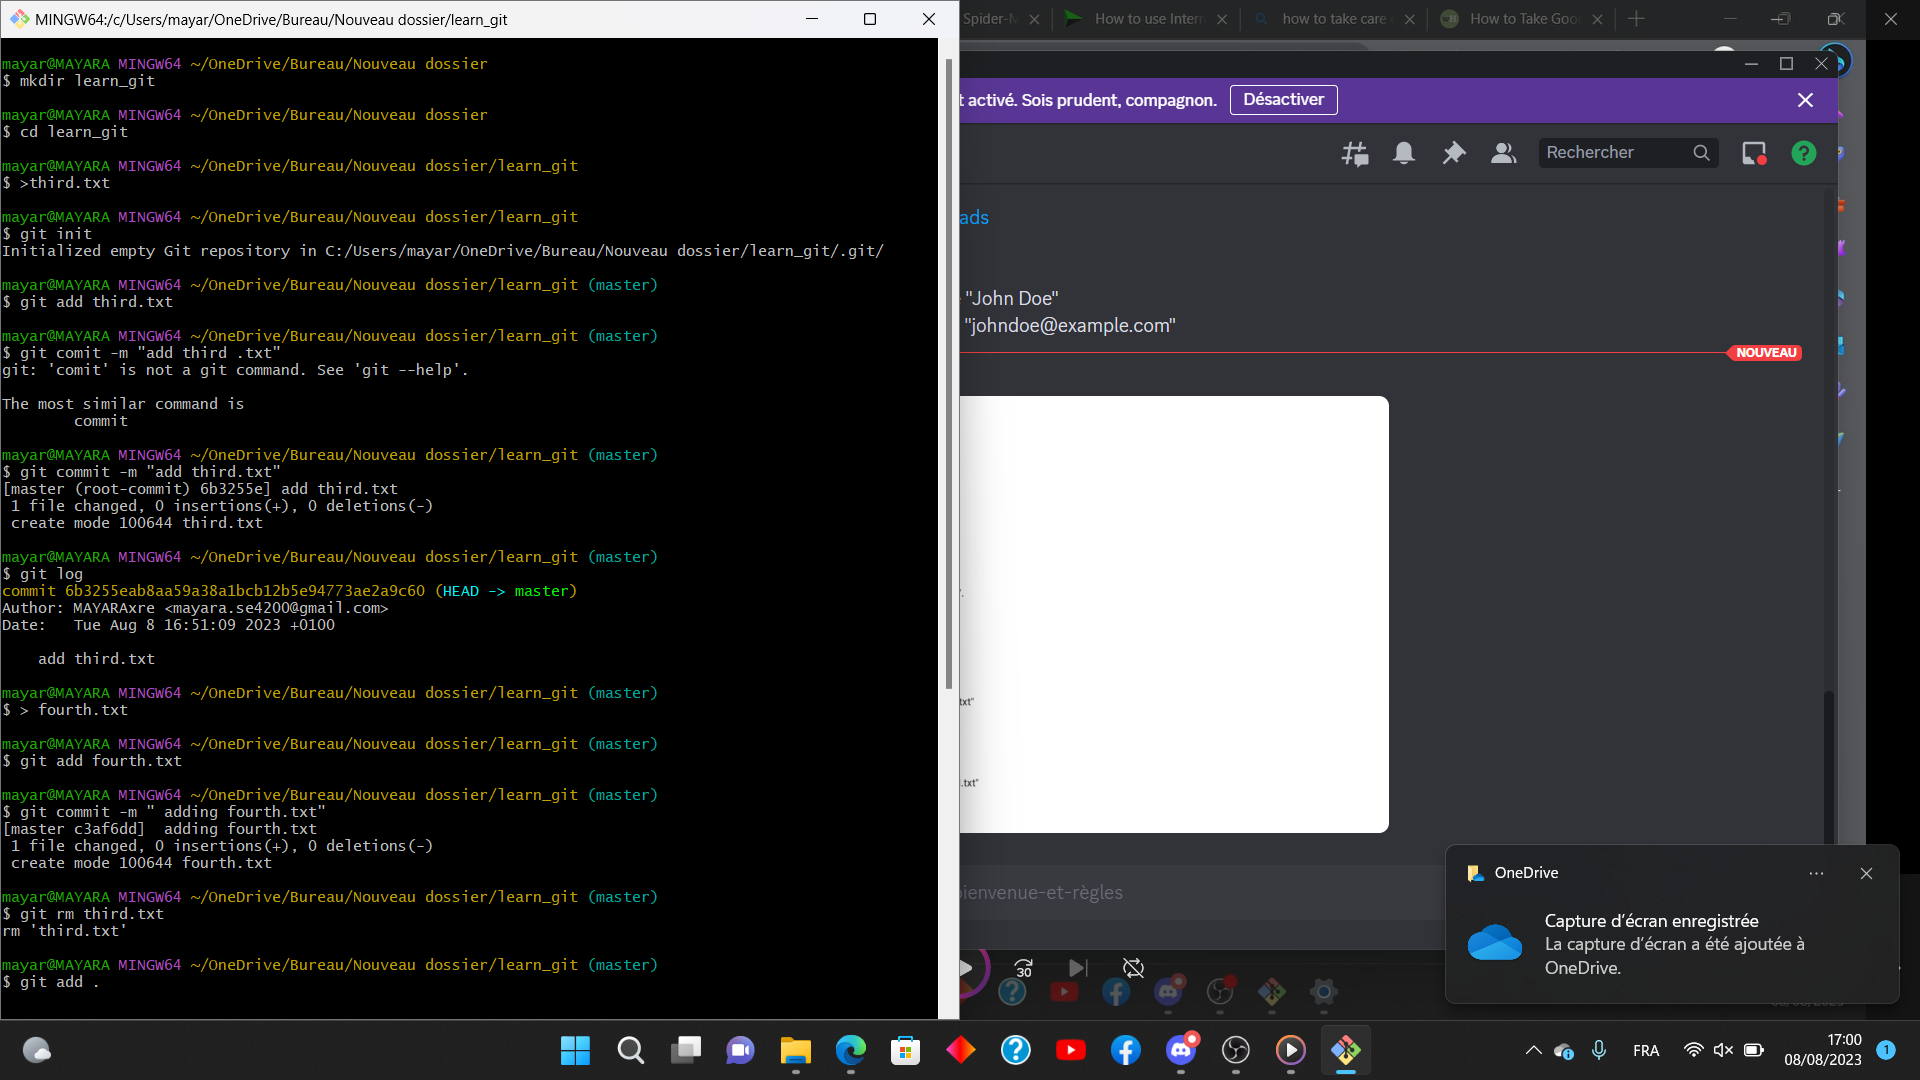 MINGW64:/c/Users/mayar/OneDrive/Bureau/Nouveau dossier/learn_git
mayar@MAYARA MINGW64 ~/OneDrive/Bureau/Nouveau dossier
$ mkdir learn_git
mayar@MAYARA MINGW64 ~/OneDrive/Bureau/Nouveau dossier
$ cd learn_git
mayar@MAYARA MINGW64 ~/OneDrive/Bureau/Nouveau dossier/learn_git
$ >third.txt
mayar@MAYARA MINGW64 ~/OneDrive/Bureau/Nouveau dossier/learn_git
$ git init
Initialized empty Git repository in C:/Users/mayar/OneDrive/Bureau/Nouveau dossier/learn_git/.git/
mayar@MAYARA MINGW64 ~/OneDrive/Bureau/Nouveau dossier/learn_git (master)
$ git add third.txt
mayar@MAYARA MINGW64 ~/OneDrive/Bureau/Nouveau dossier/learn_git (master)
$ git comit -m "add third .txt"
git: 'comit' is not a git command. See 'git --help'.
The most similar command is
commit
mayar@MAYARA MINGW64 ~/OneDrive/Bureau/Nouveau dossier/learn_git (master)
$ git commit -m "add third.txt"
[master (root-commit) 6b3255e] add third.txt
1 file changed, 0 insertions(+), 0 deletions(-)
create mode 100644 third.txt
mayar@MAYARA MINGW64 ~/OneDrive/Bureau/Nouveau dossier/learn_git (master)
$ git log
commit 6b3255eab8aa59a38a1bcb12b5e94773ae2a9c60 (HEAD -> master)
Author: MAYARAxre <mayara.se4200@gmail.com>
Date:   Tue Aug 8 16:51:09 2023 +0100
add third.txt
mayar@MAYARA MINGW64 ~/OneDrive/Bureau/Nouveau dossier/learn_git (master)
$ > fourth.txt
mayar@MAYARA MINGW64 ~/OneDrive/Bureau/Nouveau dossier/learn_git (master)
$ git add fourth.txt
mayar@MAYARA MINGW64 ~/OneDrive/Bureau/Nouveau dossier/learn_git (master)
$ git commit -m " adding fourth.txt"
[master c3af6dd]  adding fourth.txt
1 file changed, 0 insertions(+), 0 deletions(-)
create mode 100644 fourth.txt
mayar@MAYARA MINGW64 ~/OneDrive/Bureau/Nouveau dossier/learn_git (master)
$ git rm third.txt
rm 'third.txt'
mayar@MAYARA MINGW64 ~/OneDrive/Bureau/Nouveau dossier/learn_git (master)
$ git add .
Spider-M How to use Intern how to take care How to Take Goo
t activé. Sois prudent, compagnon. Désactiver
Rechercher
ads
"John Doe"
"johndoe@example.com"
NOUVEAU
txt"
.txt"
bienvenue-et-règles
30
OneDrive
Capture d'écran enregistrée
La capture d'écran a été ajoutée à
OneDrive.
FRA
17:00
08/08/2023
1